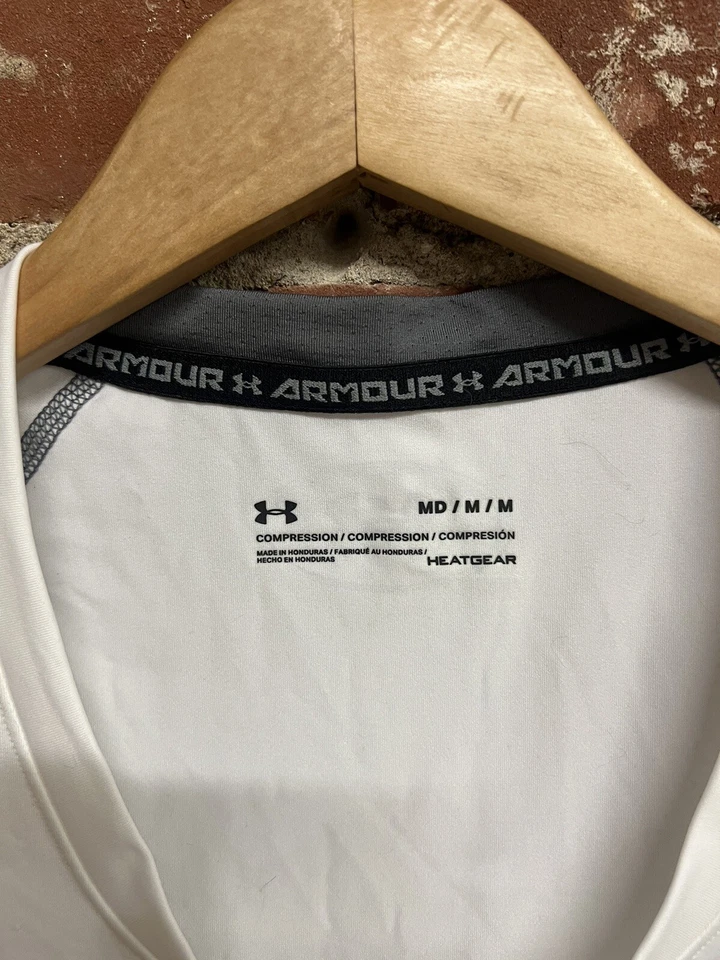 ARMOUR ARMOUR ARMOUR
MD / M / M
COMPRESSION / COMPRESSION / COMPRESIÓN
MADE IN HONDURAS / FABRIQUÉ AU HONDURAS /
HECHO EN HONDURAS
HEATGEAR